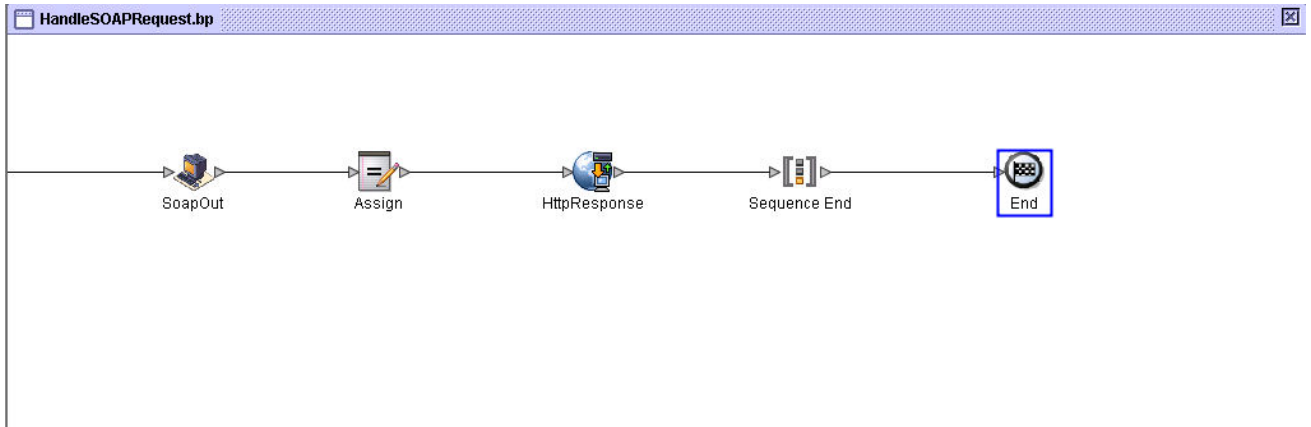 HandleSOAPRequest.bp
SoapOut
Assign
HttpResponse
Sequence End
End